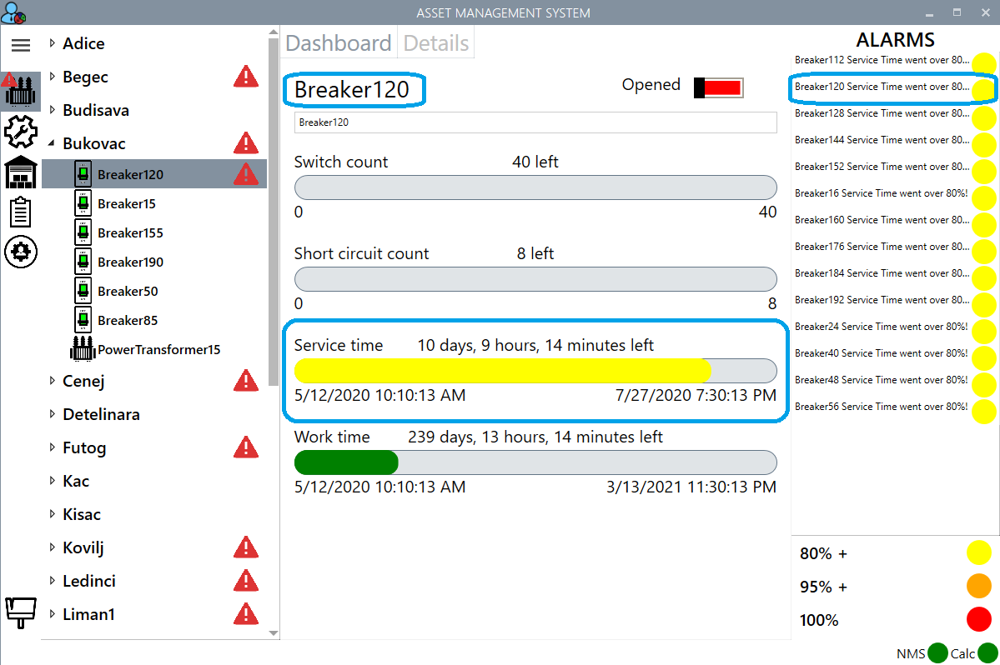 ASSET MANAGEMENT SYSTEM
Adice
Begec
Budisava
Bukovac
Breaker120
Breaker15
Breaker155
Breaker190
Breaker50
Breaker85
PowerTransformer15
Cenej
Detelinara
Futog
Kac
Kisac
Kovilj
Ledinci
Liman1
Dashboard Details
Breaker120 Opened
Breaker120
Switch count 40 left
0 40
Short circuit count 8 left
0 8
Service time 10 days, 9 hours, 14 minutes left
5/12/2020 10:10:13 AM 7/27/2020 7:30:13 PM
Work time 239 days, 13 hours, 14 minutes left
5/12/2020 10:10:13 AM 3/13/2021 11:30:13 PM
ALARMS
Breaker112 Service Time went over 80...
Breaker120 Service Time went over 80...
Breaker128 Service Time went over 80...
Breaker144 Service Time went over 80...
Breaker152 Service Time went over 80...
Breaker16 Service Time went over 80%!
Breaker160 Service Time went over 80...
Breaker176 Service Time went over 80...
Breaker184 Service Time went over 80...
Breaker192 Service Time went over 80...
Breaker24 Service Time went over 80%!
Breaker40 Service Time went over 80%!
Breaker48 Service Time went over 80%!
Breaker56 Service Time went over 80%!
80% +
95% +
100%
NMS Calc